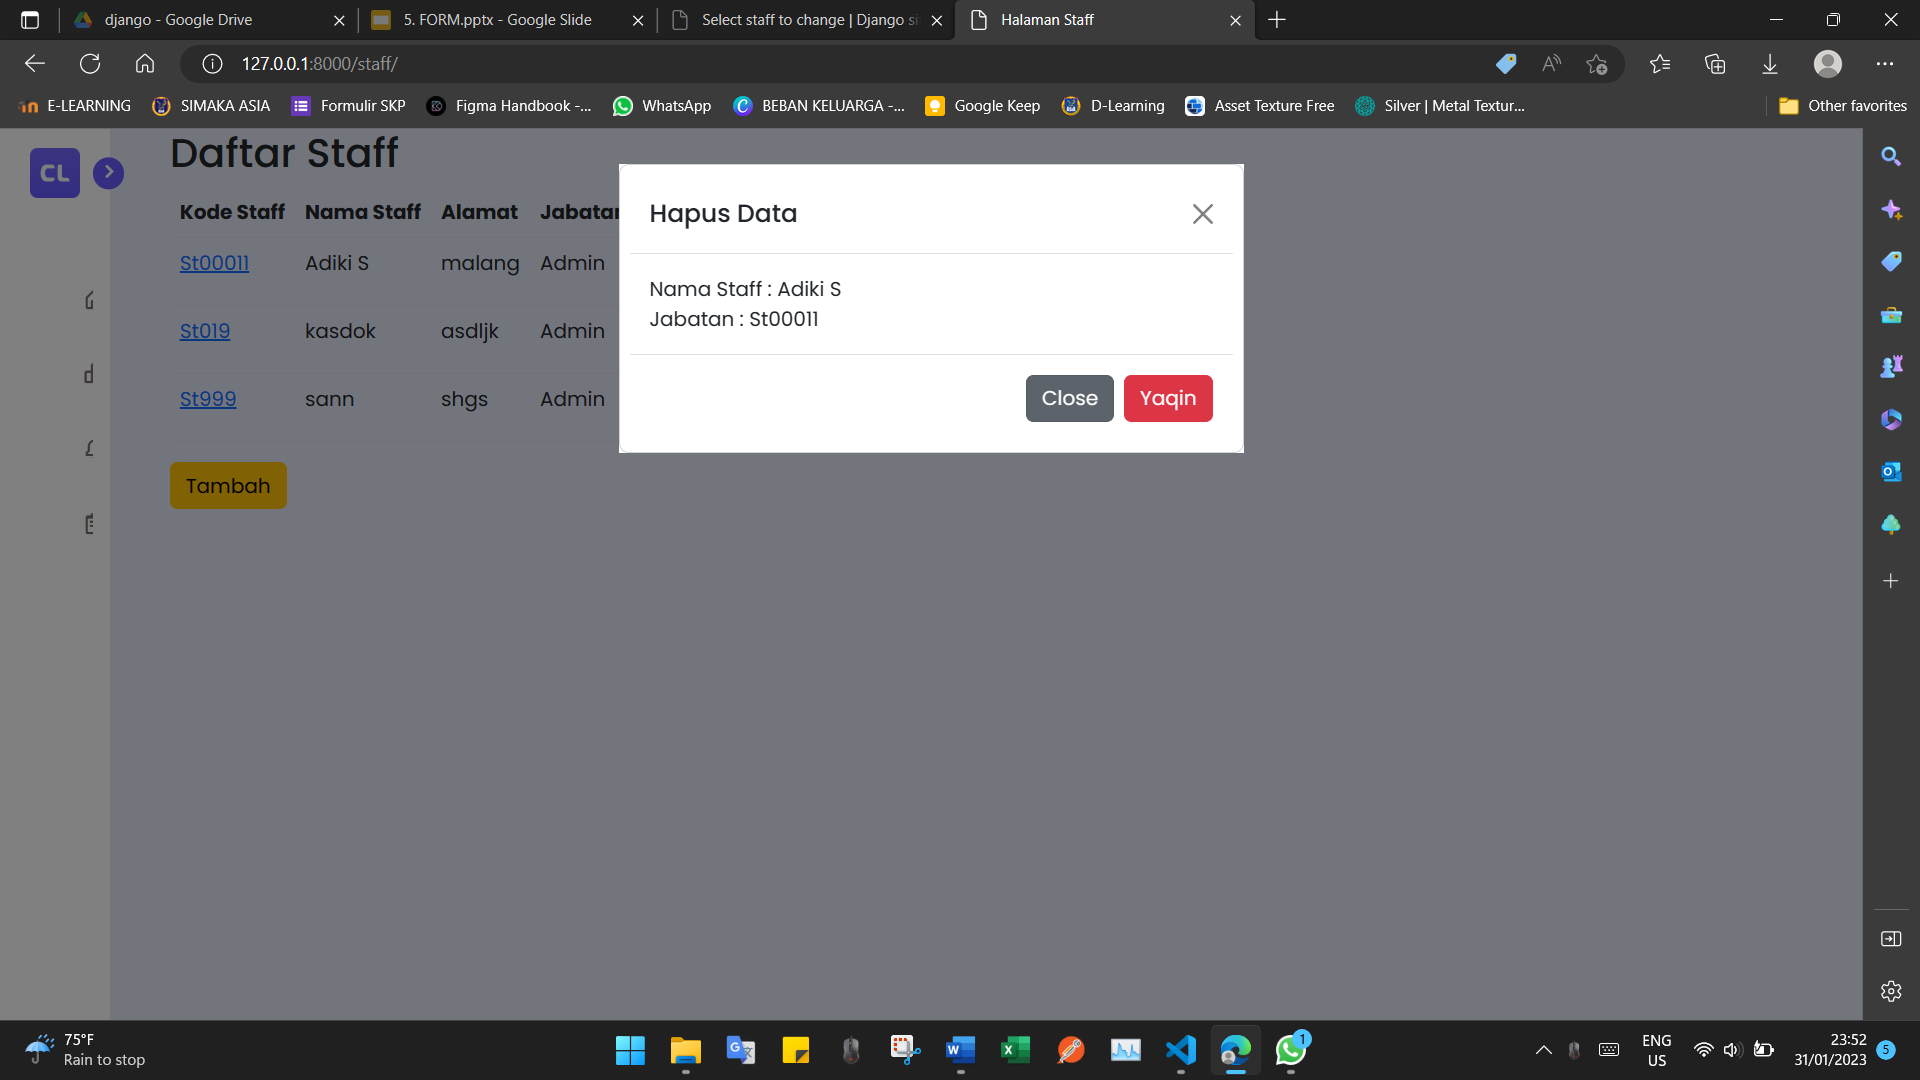 django - Google Drive
5. FORM.pptx - Google Slide
Select staff to change | Django si
Halaman Staff
127.0.0.1:8000/staff/
E-LEARNING
SIMAKA ASIA
Formulir SKP
Figma Handbook -...
WhatsApp
BEBAN KELUARGA -...
Google Keep
D-Learning
Asset Texture Free
Silver | Metal Textur...
Other favorites
CL
Daftar Staff
Kode Staff Nama Staff Alamat Jabatan
St00011 Adiki S malang Admin
St019 kasdok asdljk Admin
St999 sann shgs Admin
Tambah
Hapus Data
Nama Staff : Adiki S
Jabatan : St00011
Close Yaqin
75°F
Rain to stop
1
ENG
US
23:52
31/01/2023
5